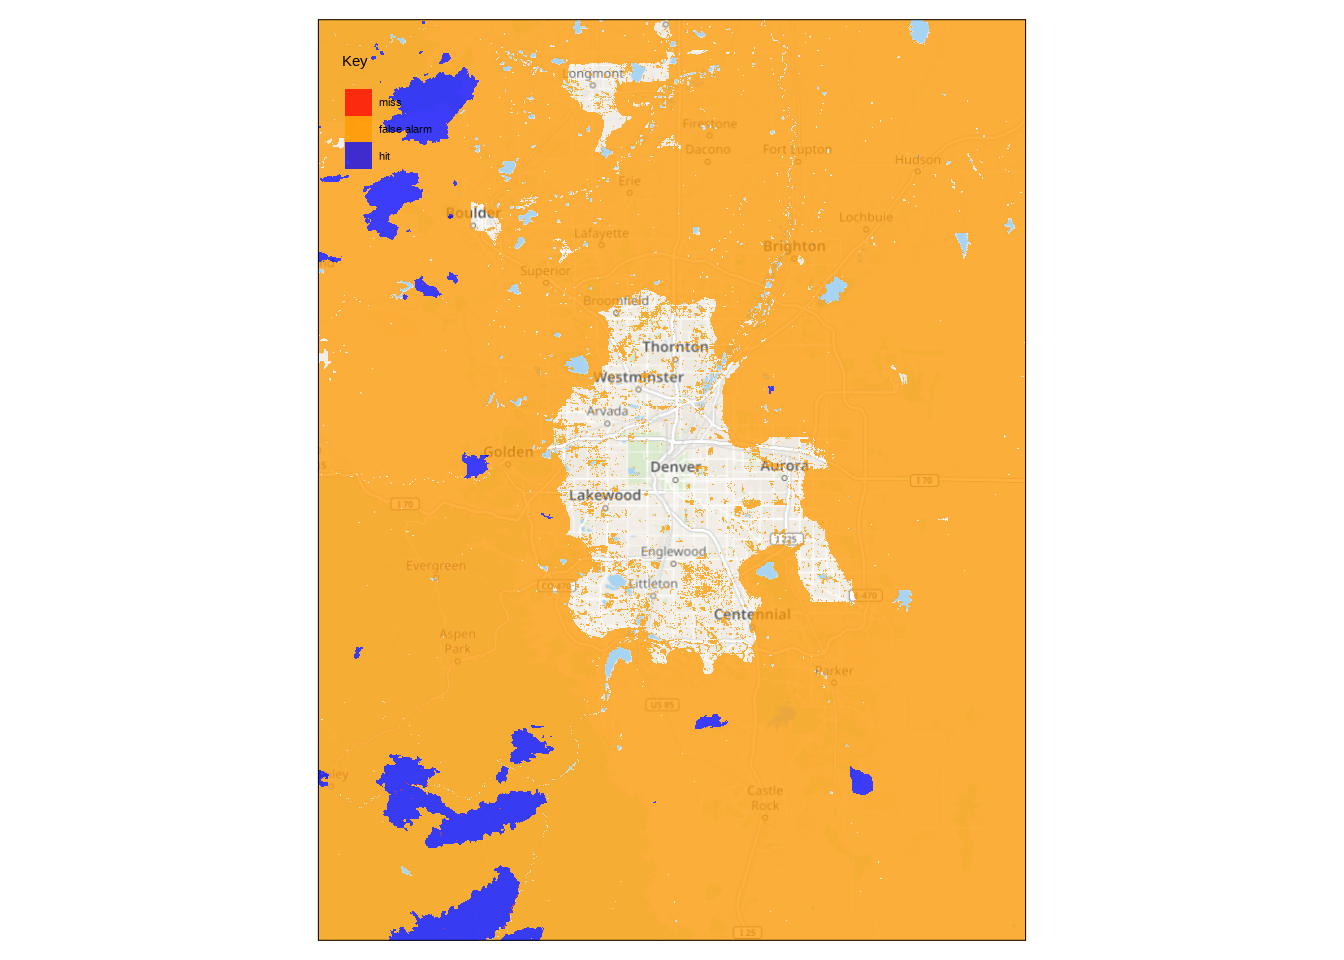 Key
miss
false alarm
hit
Longmont
Firestone
Dacono
Fort Lupton
Hudson
Erie
Boulder
Lochbuie
Lafayette
Brighton
Superior
Broomfield
Thornton
Westminster
Arvada
Golden
Denver
Aurora
I 70
I 70
Lakewood
I 225
Englewood
Evergreen
CO 470
Littleton
E 470
Centennial
Aspen
Park
Parker
US 85
Castle
Rock
I 25